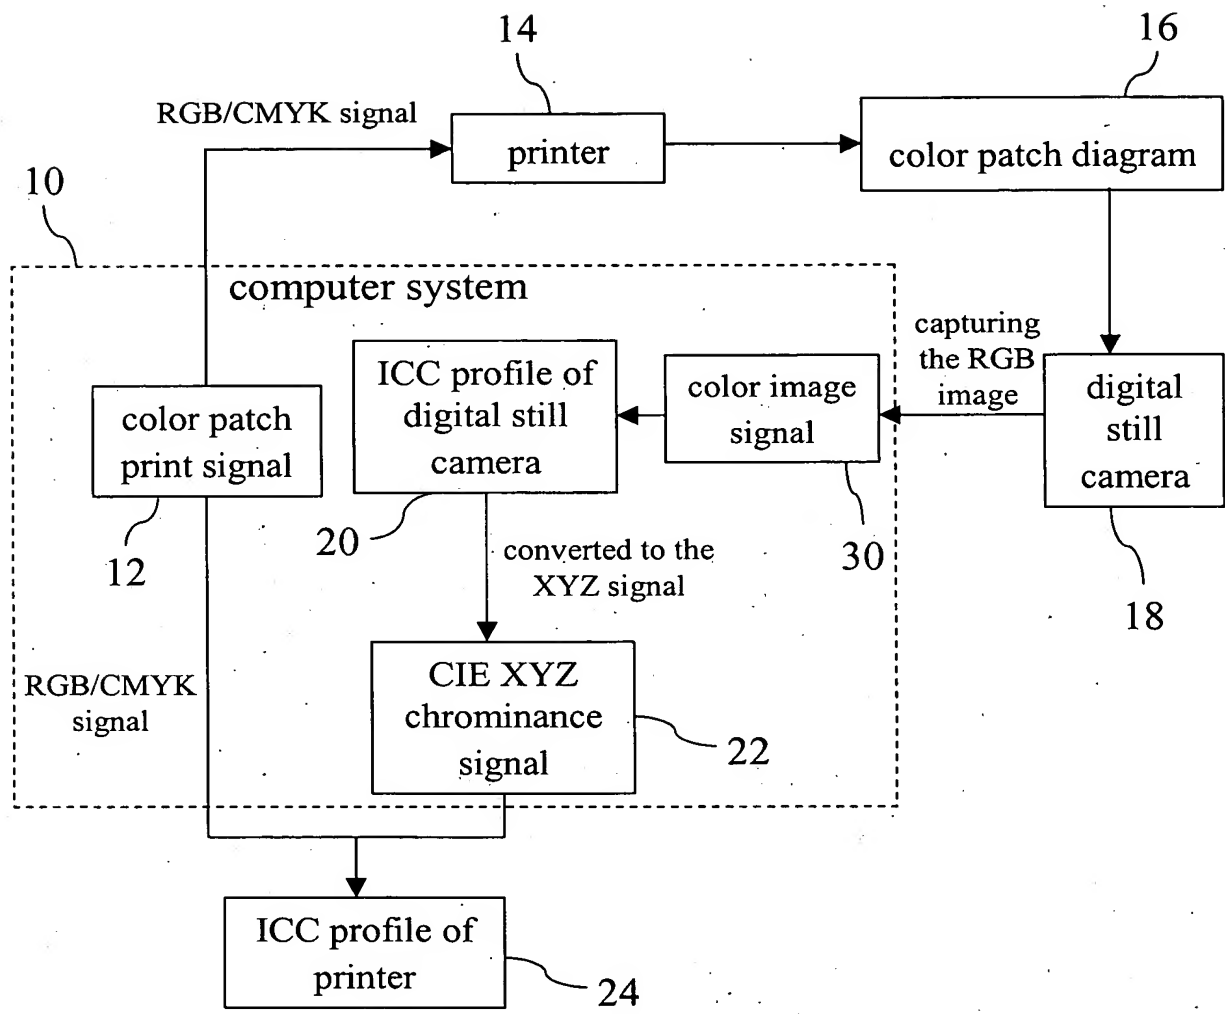 14
16
RGB/CMYK signal
printer
color patch diagram
10
computer system
capturing
the RGB
image
ICC profile of
digital still
camera
color image
signal
digital
still
camera
color patch
print signal
20
30
12
18
converted to the
XYZ signal
RGB/CMYK
signal
CIE XYZ
chrominance
signal
22
ICC profile of
printer
24